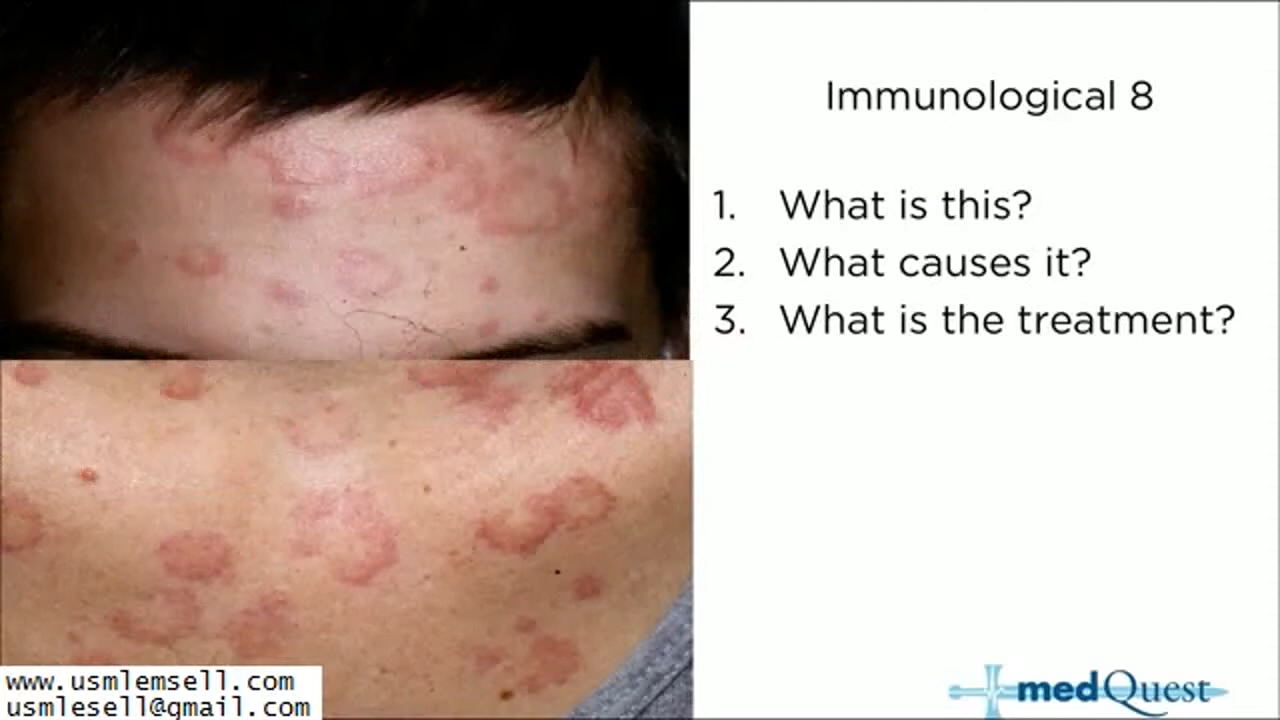 Immunological 8
1. What is this?
2. What causes it?
3. What is the treatment?
www.usmlemsell.com
usmlesell@gmail.com
medQuest